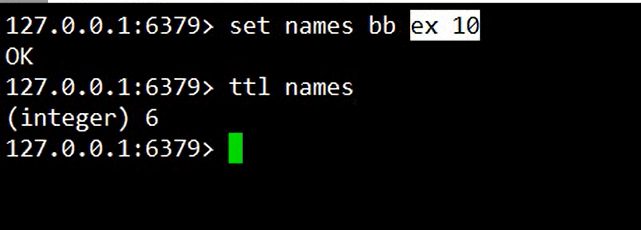 127.0.0.1:6379> set names bb ex 10
OK
127.0.0.1:6379> ttl names
(integer) 6
127.0.0.1:6379>